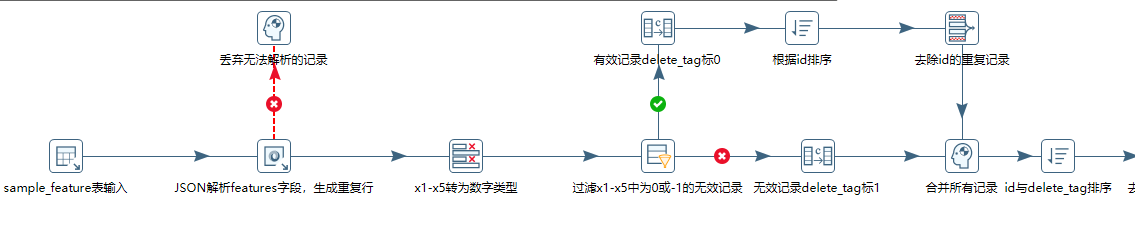 丢弃无法解析的记录
有效记录delete_tag标0
根据id排序
去除id的重复记录
sample_feature表输入
JSON解析features字段，生成重复行
x1-x5转为数字类型
过滤x1-x5中为0或-1的无效记录
无效记录delete_tag标1
合并所有记录
id与delete_tag排序